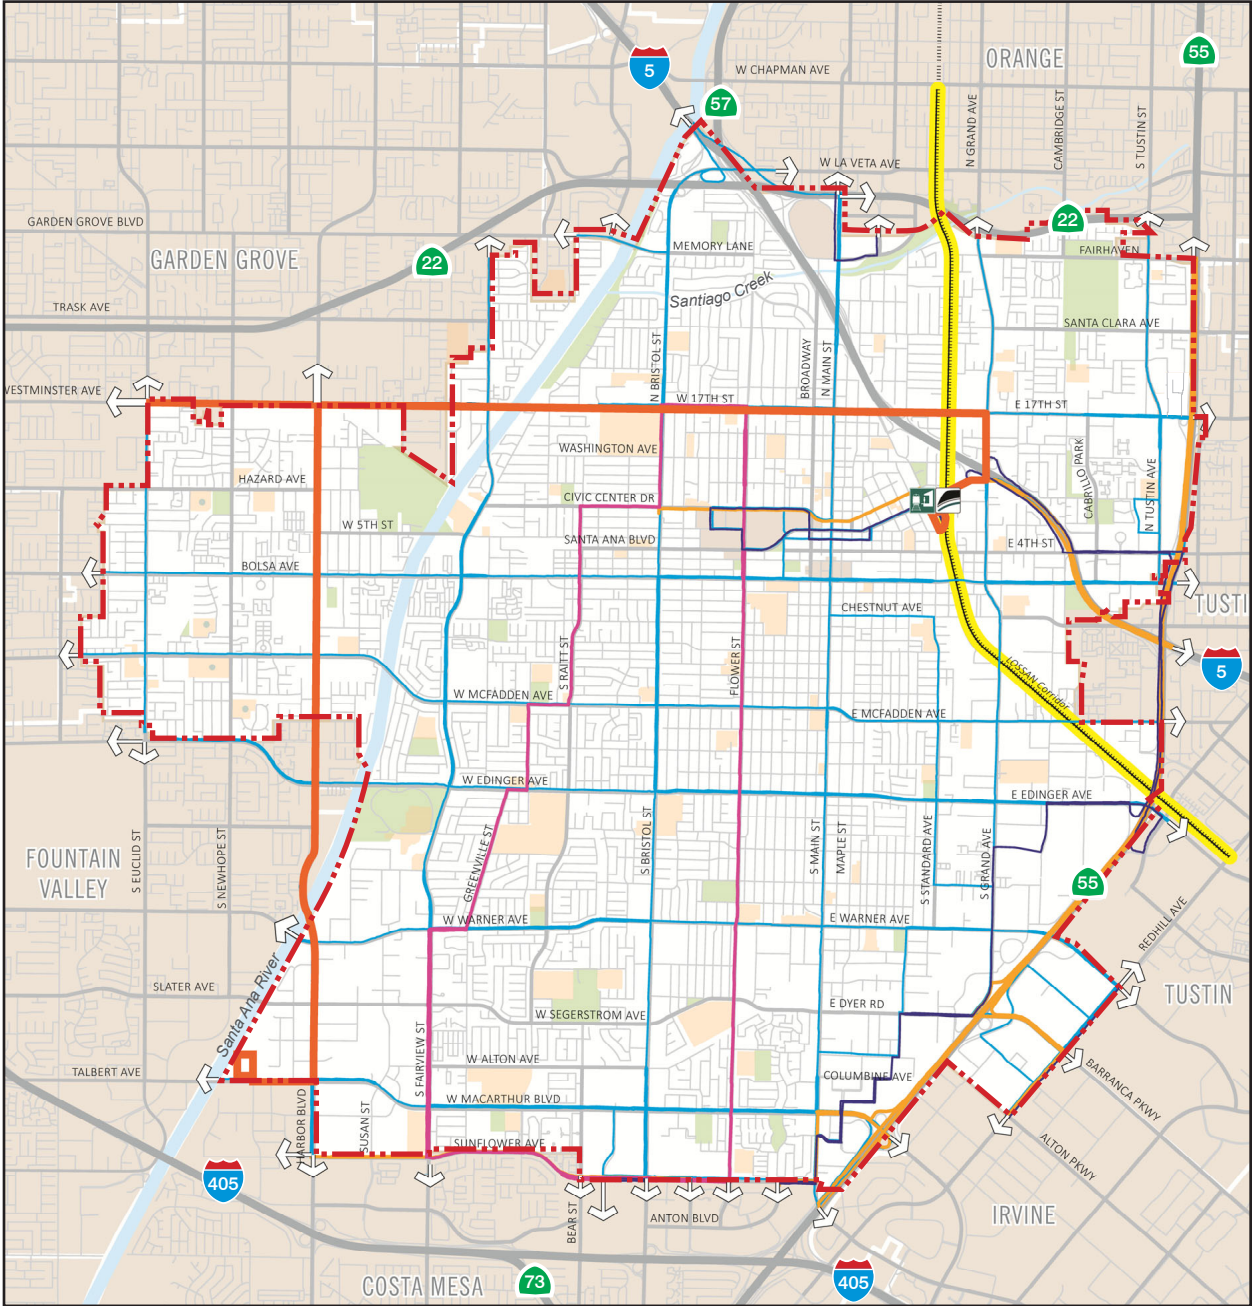 ORANGE
55
5
W CHAPMAN AVE
57
N GRAND AVE
CAMBRIDGE ST
S TUSTIN ST
W LA VETA AVE
GARDEN GROVE BLVD
22
MEMORY LANE
FAIRHAVEN
GARDEN GROVE
22
Santiago Creek
TRASK AVE
SANTA CLARA AVE
N BRISTOL ST
BROADWAY
N MAIN ST
WESTMINSTER AVE
W 17TH ST
E 17TH ST
WASHINGTON AVE
CABRILLO PARK
N TUSTIN AVE
HAZARD AVE
CIVIC CENTER DR
W 5TH ST
SANTA ANA BLVD
E 4TH ST
BOLSA AVE
TUSTI
CHESTNUT AVE
S RAITT ST
FLOWER ST
LOSSAN Corridor
5
W MCFADDEN AVE
E MCFADDEN AVE
W EDINGER AVE
E EDINGER AVE
FOUNTAIN
VALLEY
S EUCLID ST
S NEWHOPE ST
GREENVILLE ST
S BRISTOL ST
S MAIN ST
MAPLE ST
S STANDARD AVE
S GRAND AVE
55
W WARNER AVE
E WARNER AVE
REDHILL AVE
Santa Ana River
SLATER AVE
TUSTIN
W SEGERSTROM AVE
E DYER RD
S FAIRVIEW ST
W ALTON AVE
TALBERT AVE
COLUMBINE AVE
BARRANCA PKWY
HARBOR BLVD
SUSAN ST
W MACARTHUR BLVD
SUNFLOWER AVE
ALTON PKWY
405
BEAR ST
ANTON BLVD
IRVINE
COSTA MESA
73
405